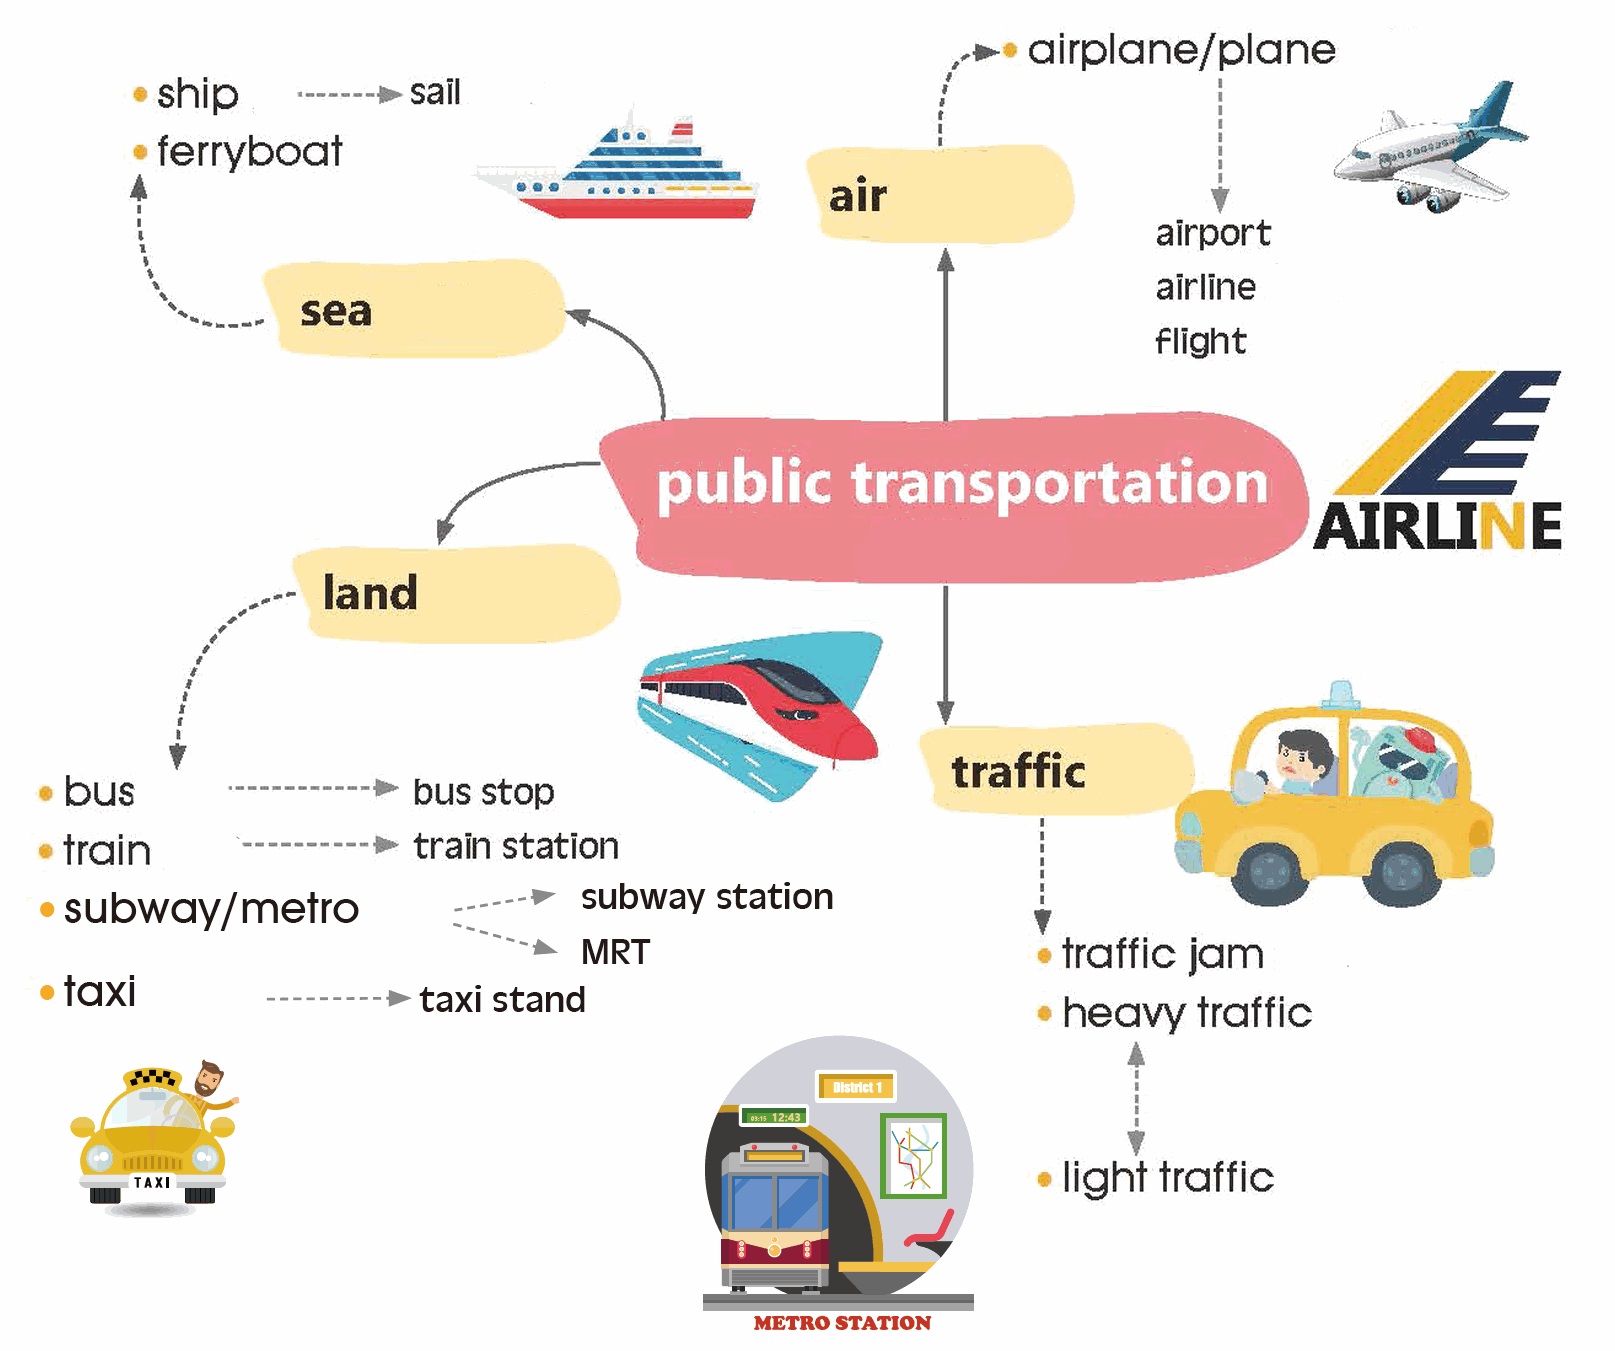 ship
sail
ferryboat
sea
airplane/plane
air
airport
airline
flight
public transportation
AIRLINE
land
bus
bus stop
train
train station
subway/metro
subway station
MRT
taxi
taxi stand
TAXI
traffic
traffic jam
heavy traffic
light traffic
District 1
09:15 12:43
METRO STATION